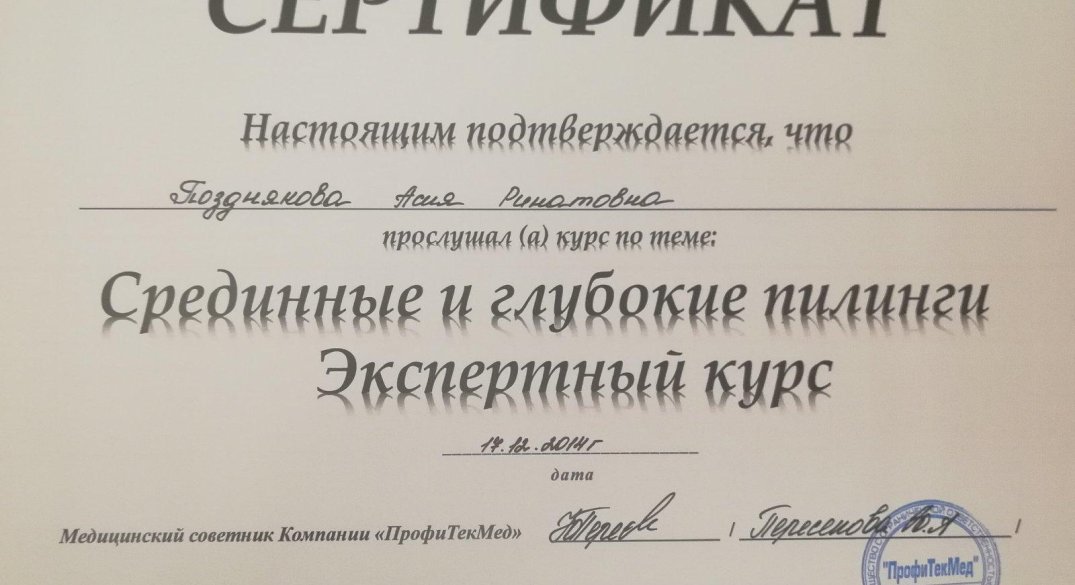 СЕРТИФИКАТ
Настоящим подтверждается, что
Позднякова Асия Ринатовна
прослушал (а) курс по теме:
Срединные и глубокие пилинги
Экспертный курс
17.12.2014г
дата
Медицинский советник Компании «ПрофиТекМед» / Ю.А /
"ПрофиТекМед"